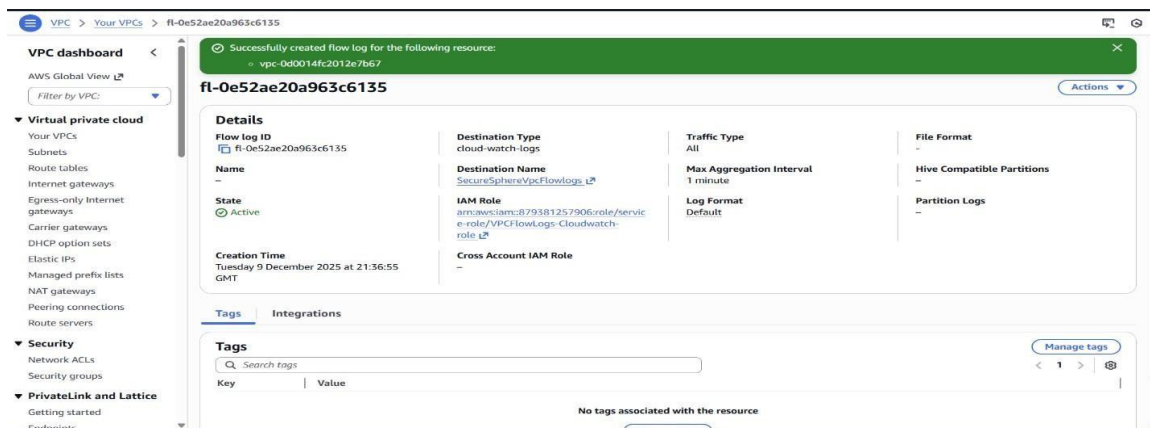 VPC > Your VPCs > fl-0e52ae20a963c6135
VPC dashboard
AWS Global View
Filter by VPC:
Virtual private cloud
Your VPCs
Subnets
Route tables
Internet gateways
Egress-only Internet
gateways
Carrier gateways
DHCP option sets
Elastic IPs
Managed prefix lists
NAT gateways
Peering connections
Route servers
Security
Network ACLs
Security groups
PrivateLink and Lattice
Getting started
Endpoints
Successfully created flow log for the following resource:
vpc-0d0014fc2012e7b67
fl-0e52ae20a963c6135
Actions
Details
Flow log ID
fl-0e52ae20a963c6135
Name
–
State
Active
Creation Time
Tuesday 9 December 2025 at 21:36:55
GMT
Destination Type
cloud-watch-logs
Destination Name
SecureSphereVpcFlowlogs
IAM Role
arn:aws:iam::879381257906:role/servic
e-role/VPCFlowLogs-Cloudwatch-
role
Cross Account IAM Role
–
Traffic Type
All
Max Aggregation Interval
1 minute
Log Format
Default
File Format
-
Hive Compatible Partitions
–
Partition Logs
–
Tags Integrations
Tags
Manage tags
Search tags
1
Key Value
No tags associated with the resource